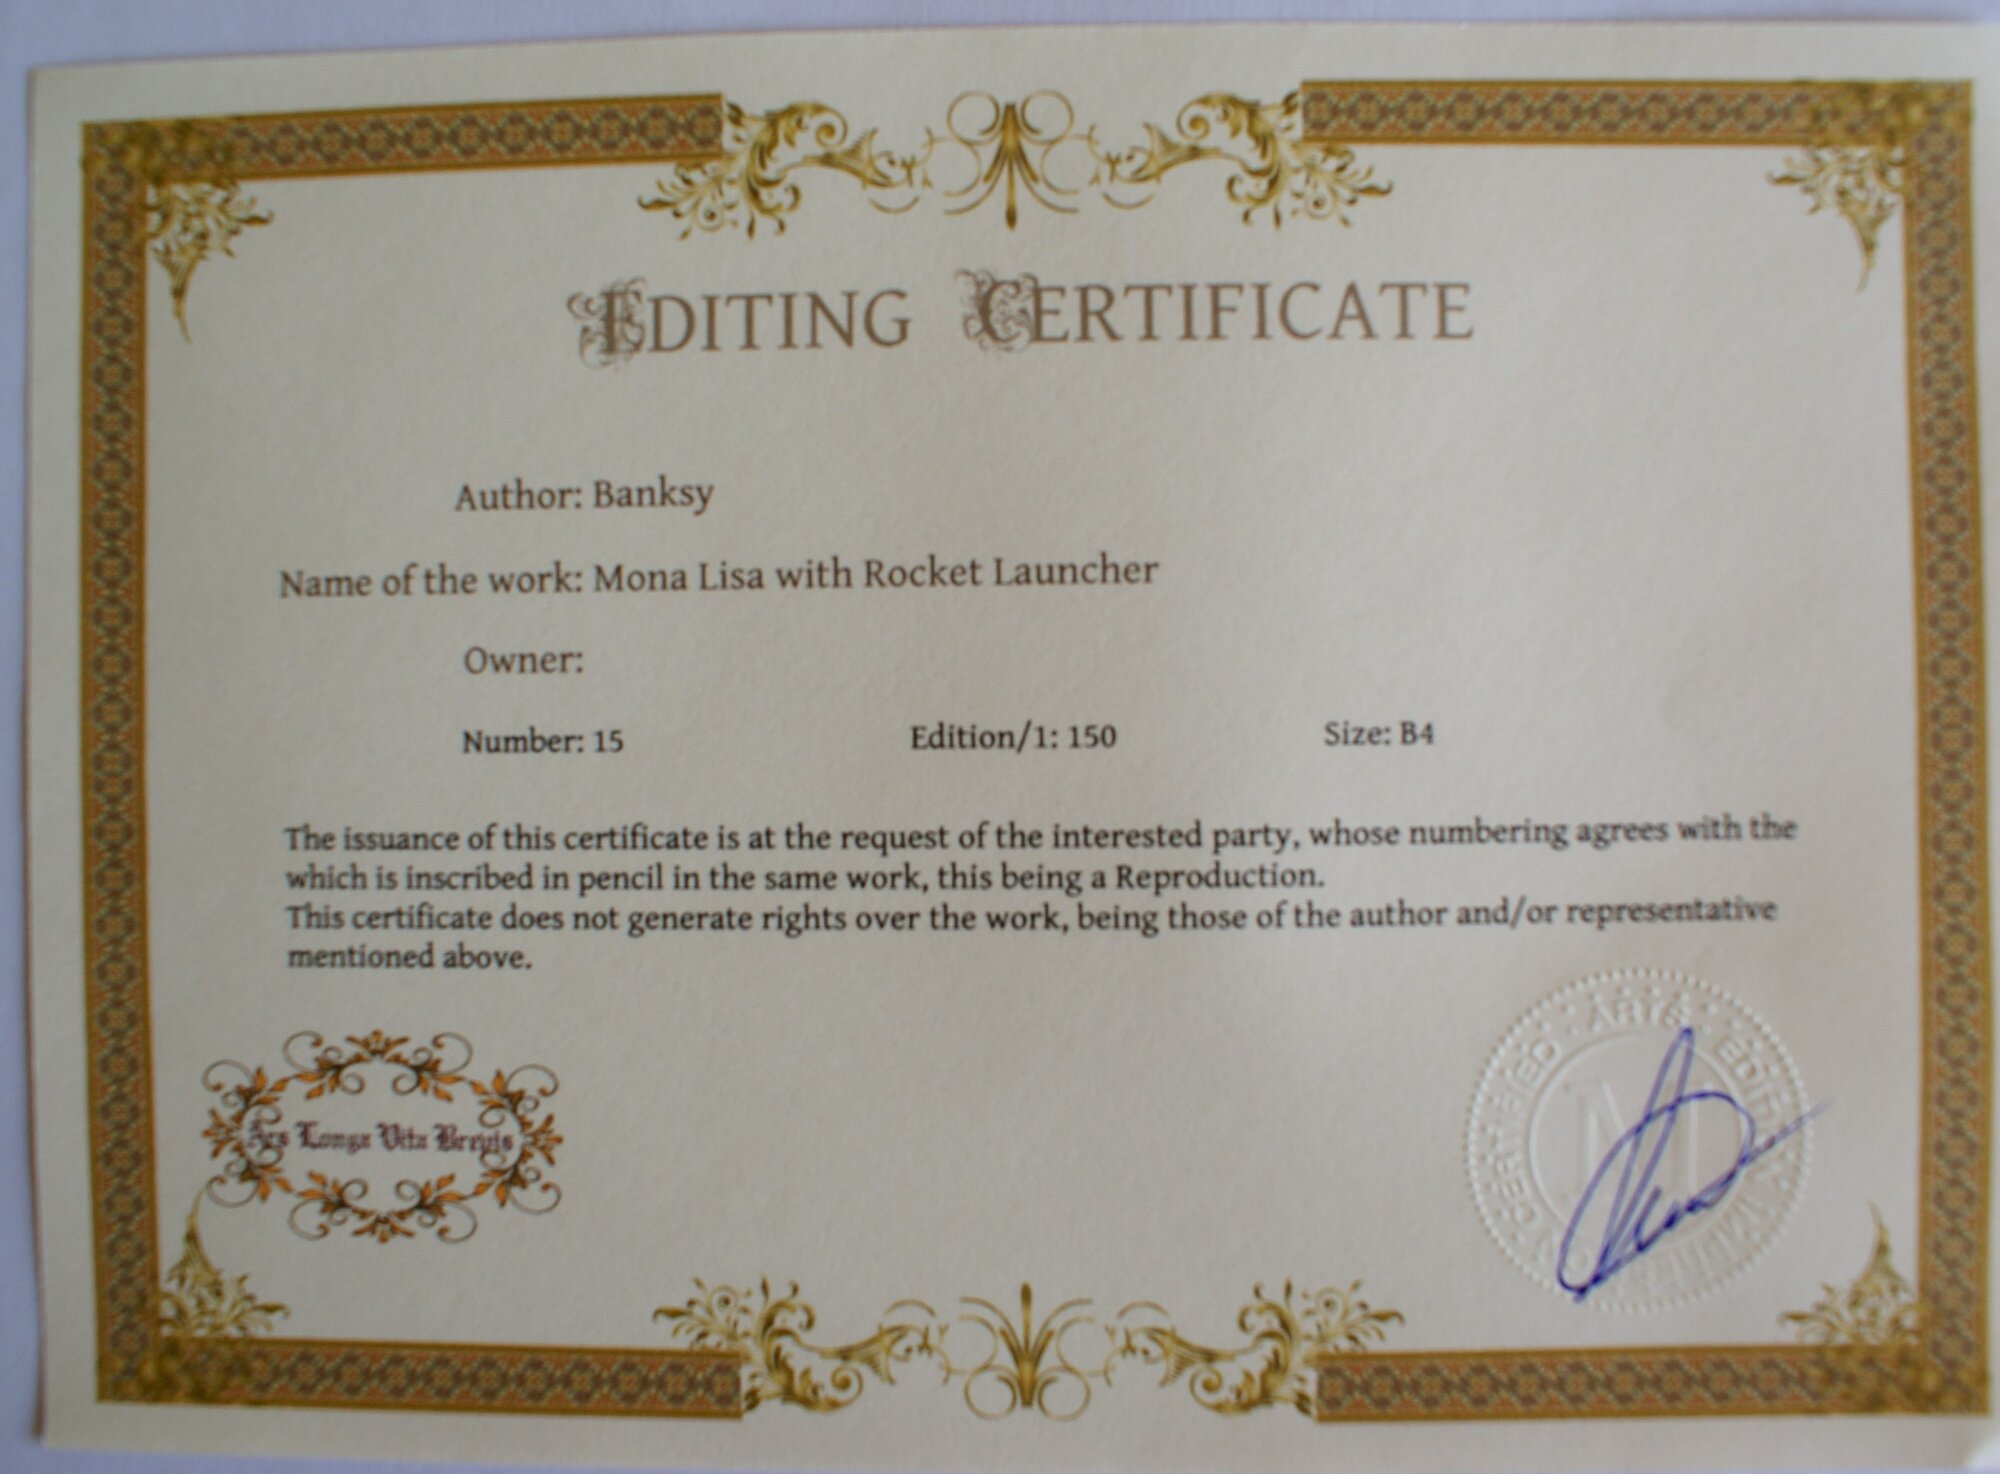 EDITING CERTIFICATE
Author: Banksy
Name of the work: Mona Lisa with Rocket Launcher
Owner:
Number: 15 Edition/1: 150 Size: B4
The issuance of this certificate is at the request of the interested party, whose numbering agrees with the
which is inscribed in pencil in the same work, this being a Reproduction.
This certificate does not generate rights over the work, being those of the author and/or representative
mentioned above.
Ars Longa Vita Brevis
CERTIFIED